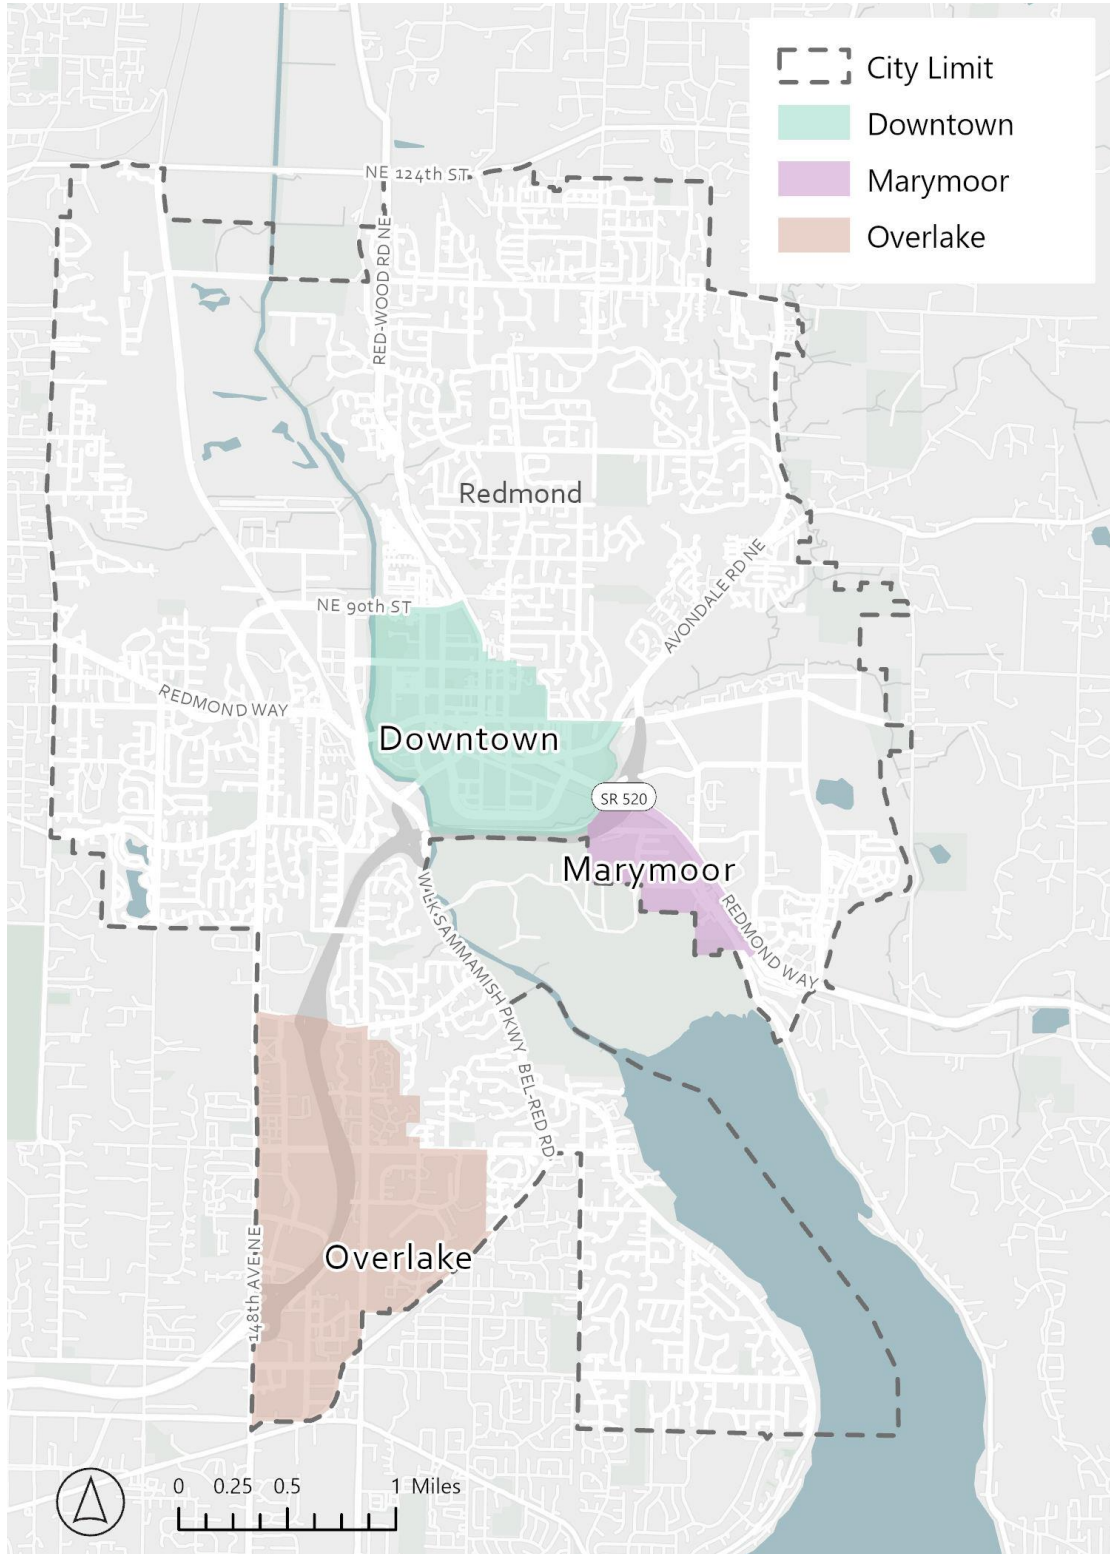 City Limit
Downtown
Marymoor
Overlake
NE 124th ST
RED-WOOD RD NE
Redmond
AVONDALE RD NE
NE 90th ST
REDMOND WAY
Downtown
SR 520
Marymoor
W LK SAMMAMISH PKWY
REDMOND WAY
BEL-RED RD
148th AVE NE
Overlake
0 0.25 0.5 1 Miles